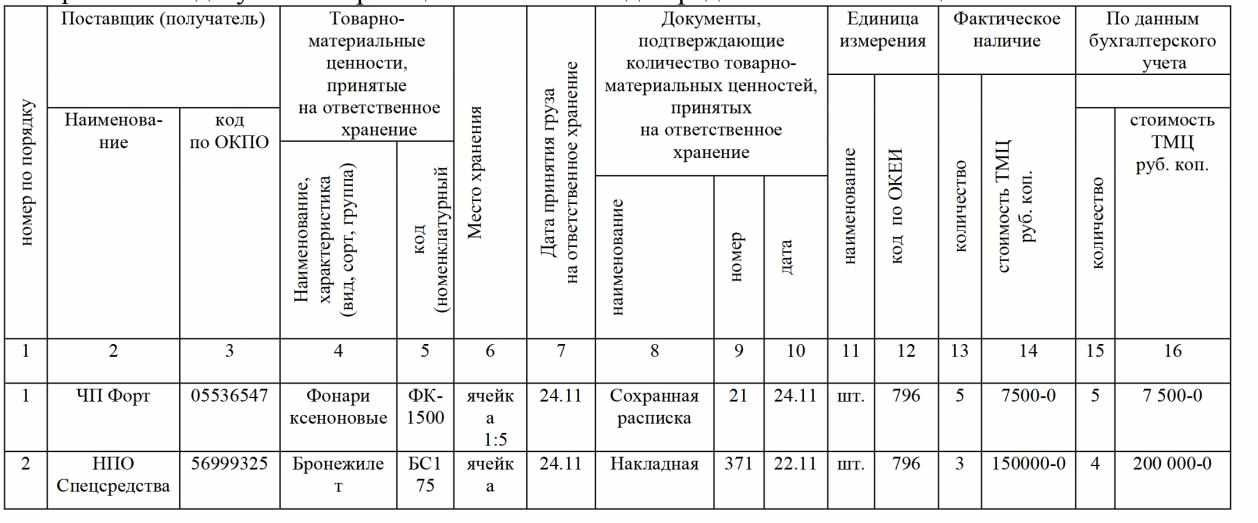 Поставщик (получатель)
Товарно-
материальные
ценности,
принятые
на ответственное
хранение
Документы,
подтверждающие
количество товарно-
материальных ценностей,
принятых
на ответственное
хранение
Единица
измерения
Фактическое
наличие
По данным
бухгалтерского
учета
номер по порядку
Наименова-
ние
код
по ОКПО
Наименование,
характеристика
(вид, сорт, группа)
код
(номенклатурный
Место хранения
Дата принятия груза
на ответственное хранение
наименование
номер
дата
наименование
код по ОКЕИ
количество
стоимость ТМЦ
руб. коп.
количество
стоимость
ТМЦ
руб. коп.
1 2 3 4 5 6 7 8 9 10 11 12 13 14 15 16
1 ЧП Форт 05536547 Фонари ФК- ячейк 24.11 Сохранная 21 24.11 шт. 796 5 7500-0 5 7 500-0
ксеноновые 1500 а расписка
1:5
2 НПО 56999325 Бронежиле БС1 ячейк 24.11 Накладная 371 22.11 шт. 796 3 150000-0 4 200 000-0
Спецсредства т 75 а